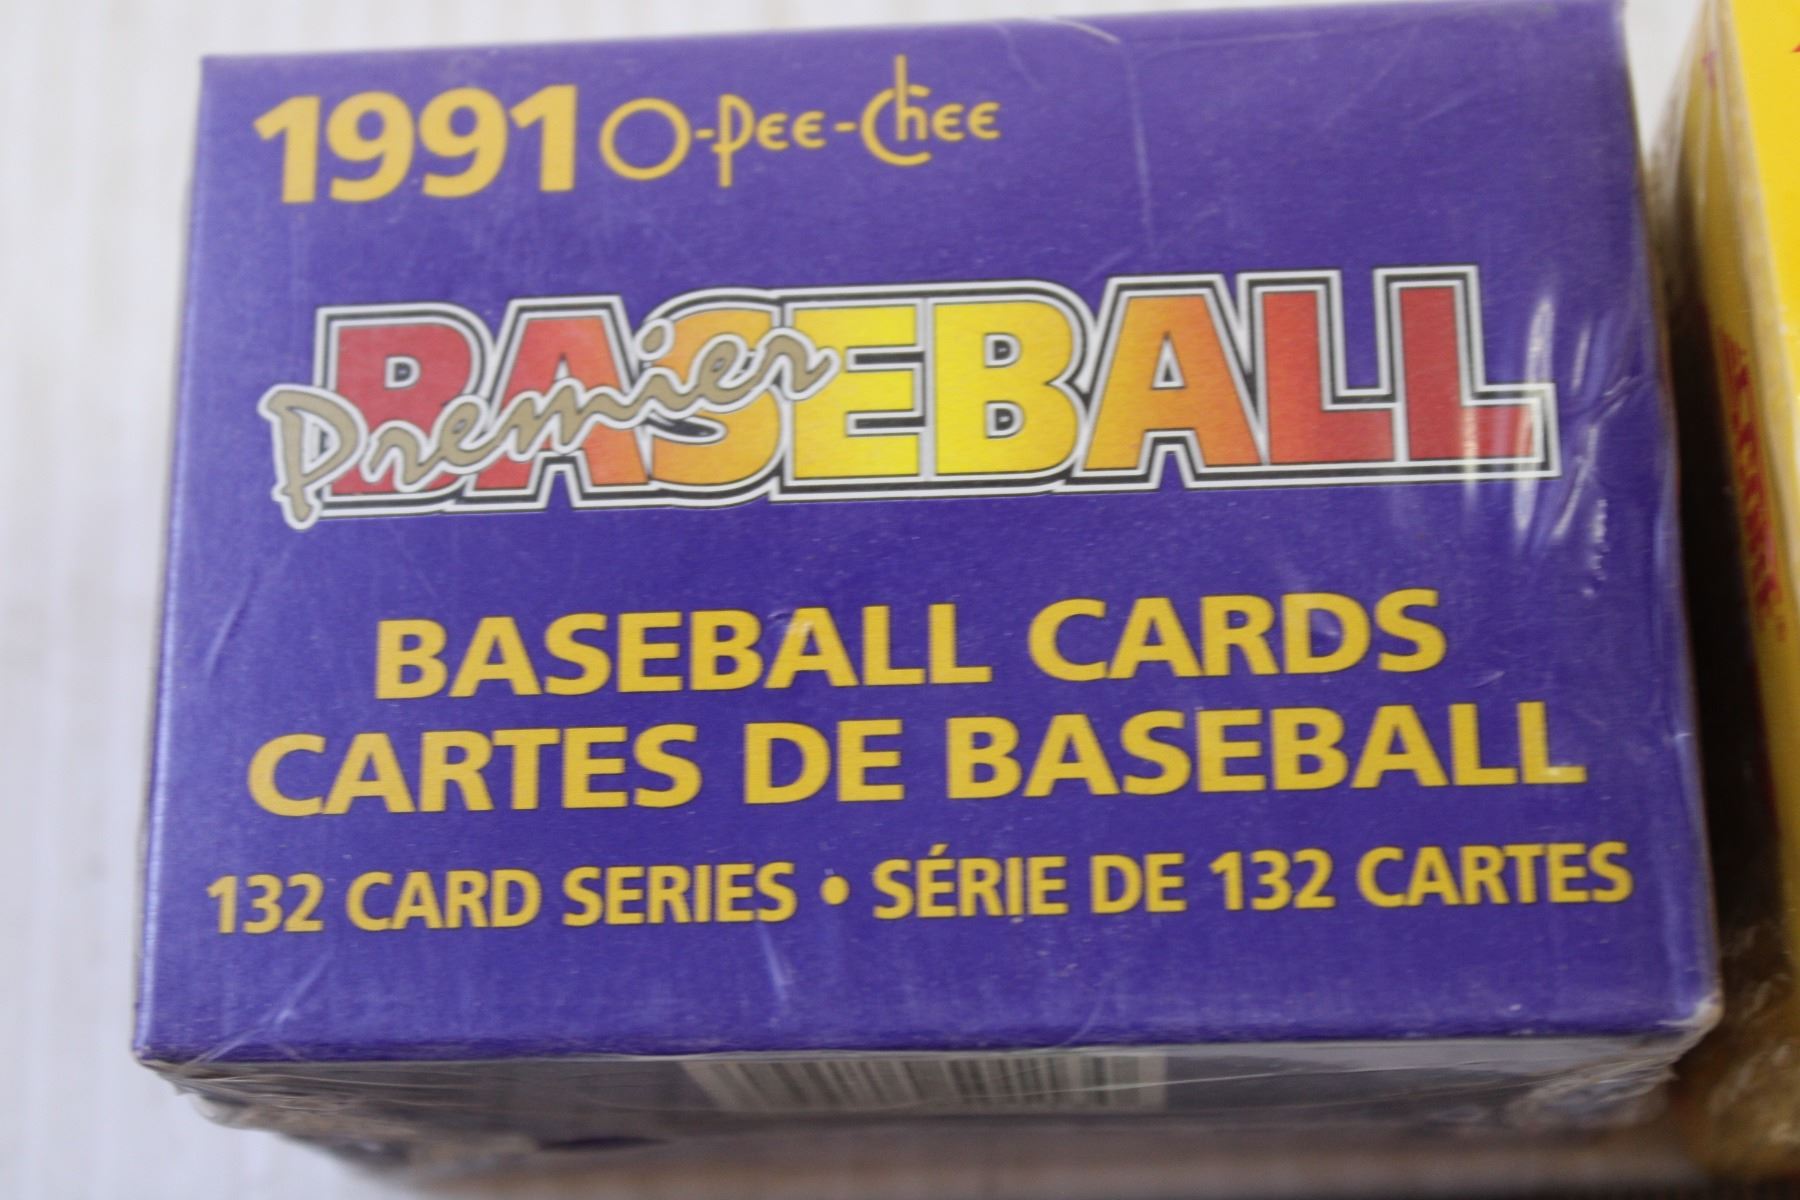 1991 O-Pee-Chee
Premier BASEBALL
BASEBALL CARDS
CARTES DE BASEBALL
132 CARD SERIES • SÉRIE DE 132 CARTES